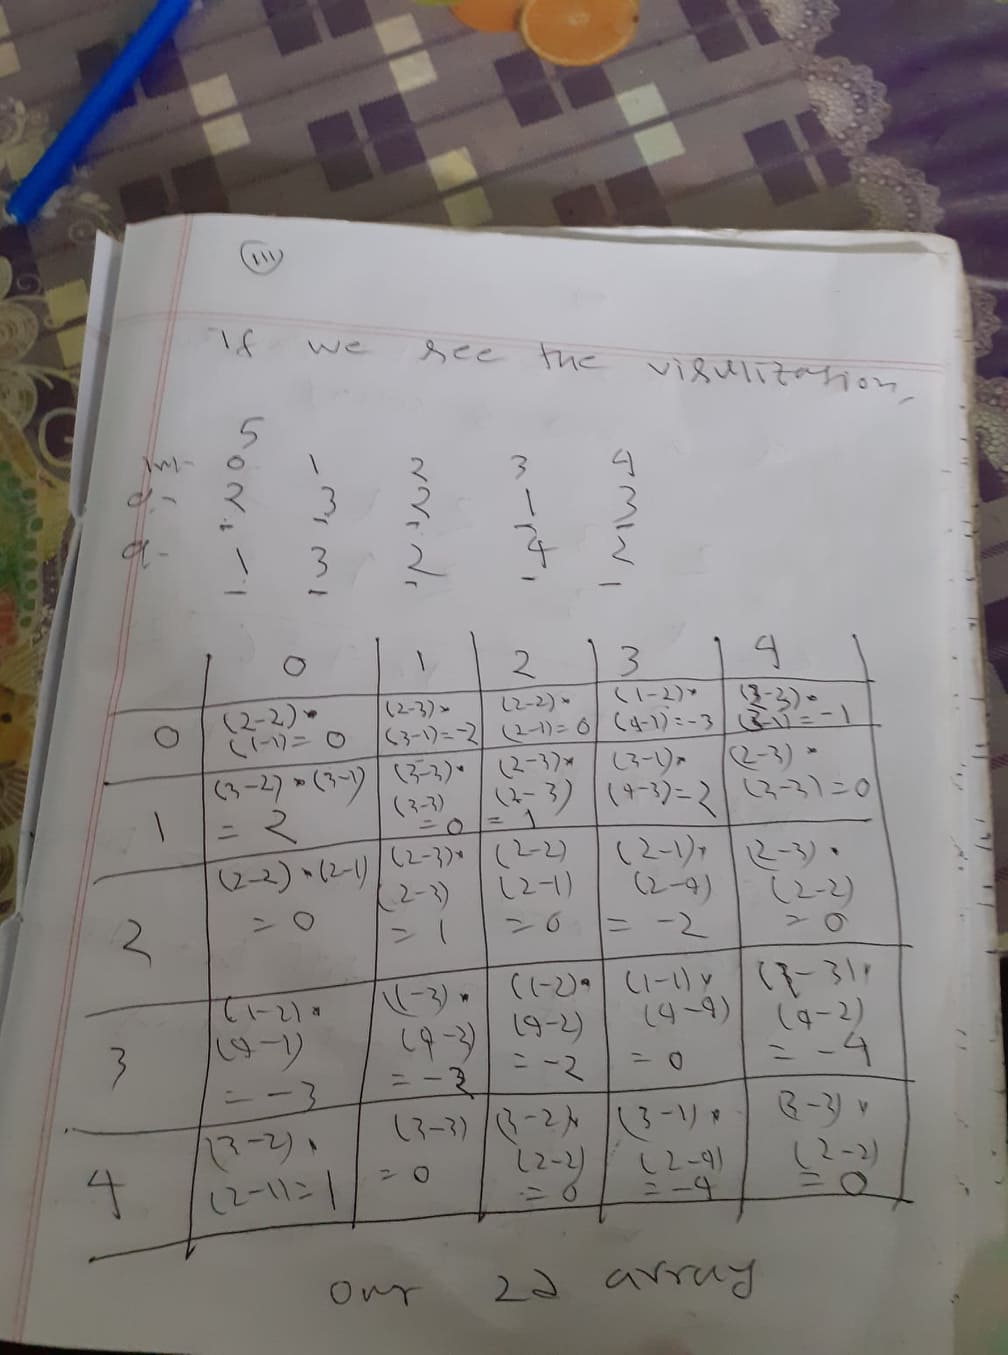 (iii)
If we see the visulization,
5
In- 0 1 2 3 4
2 3 2 1 3
a- 1 3 2 4 2
0 1 2 3 4
0 (2-2)* (2-3)* (2-2)* (1-2)* (3-3)*
(1-1)= 0 (3-1)=-2 (2-1)=0 (4-1)=-3 =-1
1 (3-2)*(3-1) (3-3)* (2-3)* (3-1)* (2-3)*
= 2 (3-3) (2-3) (4-3)=2 (3-3)=0
=0 = 1
(2-2)*(2-1) (2-3)* (2-2) (2-1)* (2-3)*
2 = 0 (2-3) (2-1) (2-4) (2-2)
= 1 = 0 = -2 = 0
(1-2)* (1-3)* (1-2)* (1-1)* (3-3)*
3 (4-1) (4-3) (4-2) (4-4) (4-2)
= -3 = -2 = -2 = 0 = -4
(3-2)* (3-3) (3-2)* (3-1)* (3-3)*
4 (2-1)=1 = 0 (2-2) (2-4) (2-2)
= 0 = -4 = 0
our 2d array